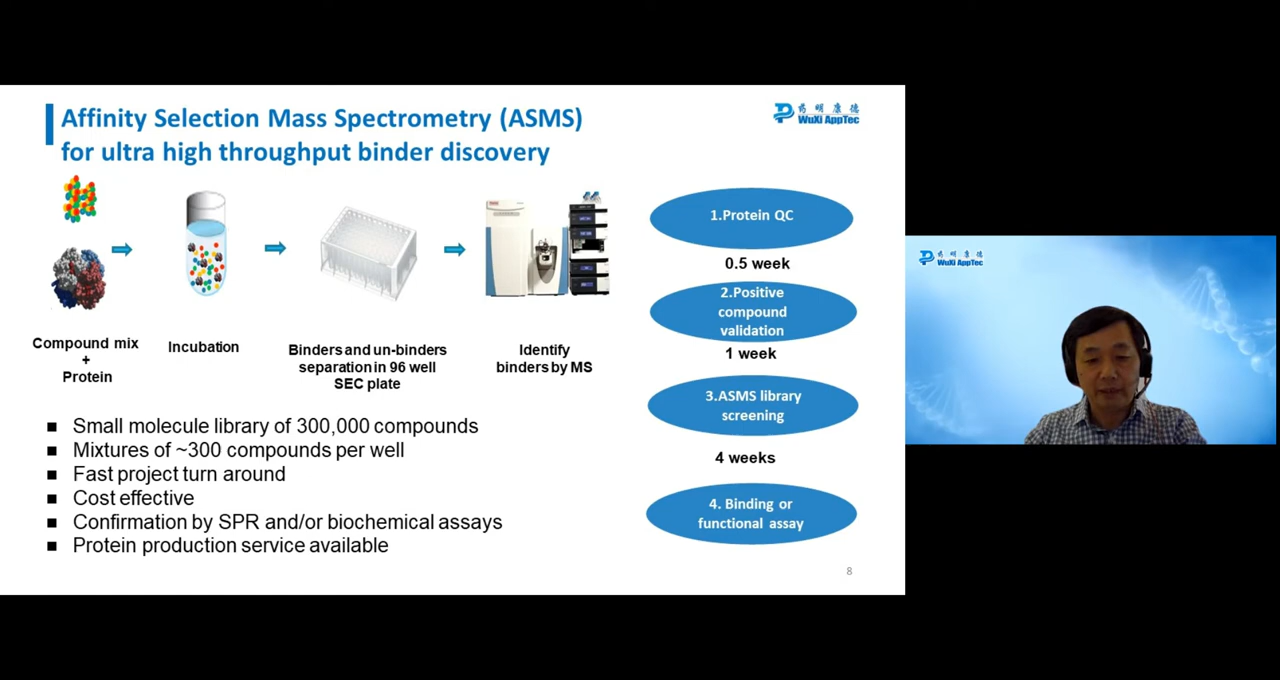 Affinity Selection Mass Spectrometry (ASMS)
for ultra high throughput binder discovery
药 明 康 德
WuXi AppTec
Compound mix
+
Protein
Incubation
Binders and un-binders
separation in 96 well
SEC plate
Identify
binders by MS
■ Small molecule library of 300,000 compounds
■ Mixtures of ~300 compounds per well
■ Fast project turn around
■ Cost effective
■ Confirmation by SPR and/or biochemical assays
■ Protein production service available
1.Protein QC
0.5 week
2.Positive
compound
validation
1 week
3.ASMS library
screening
4 weeks
4. Binding or
functional assay
8
药 明 康 德
WuXi AppTec